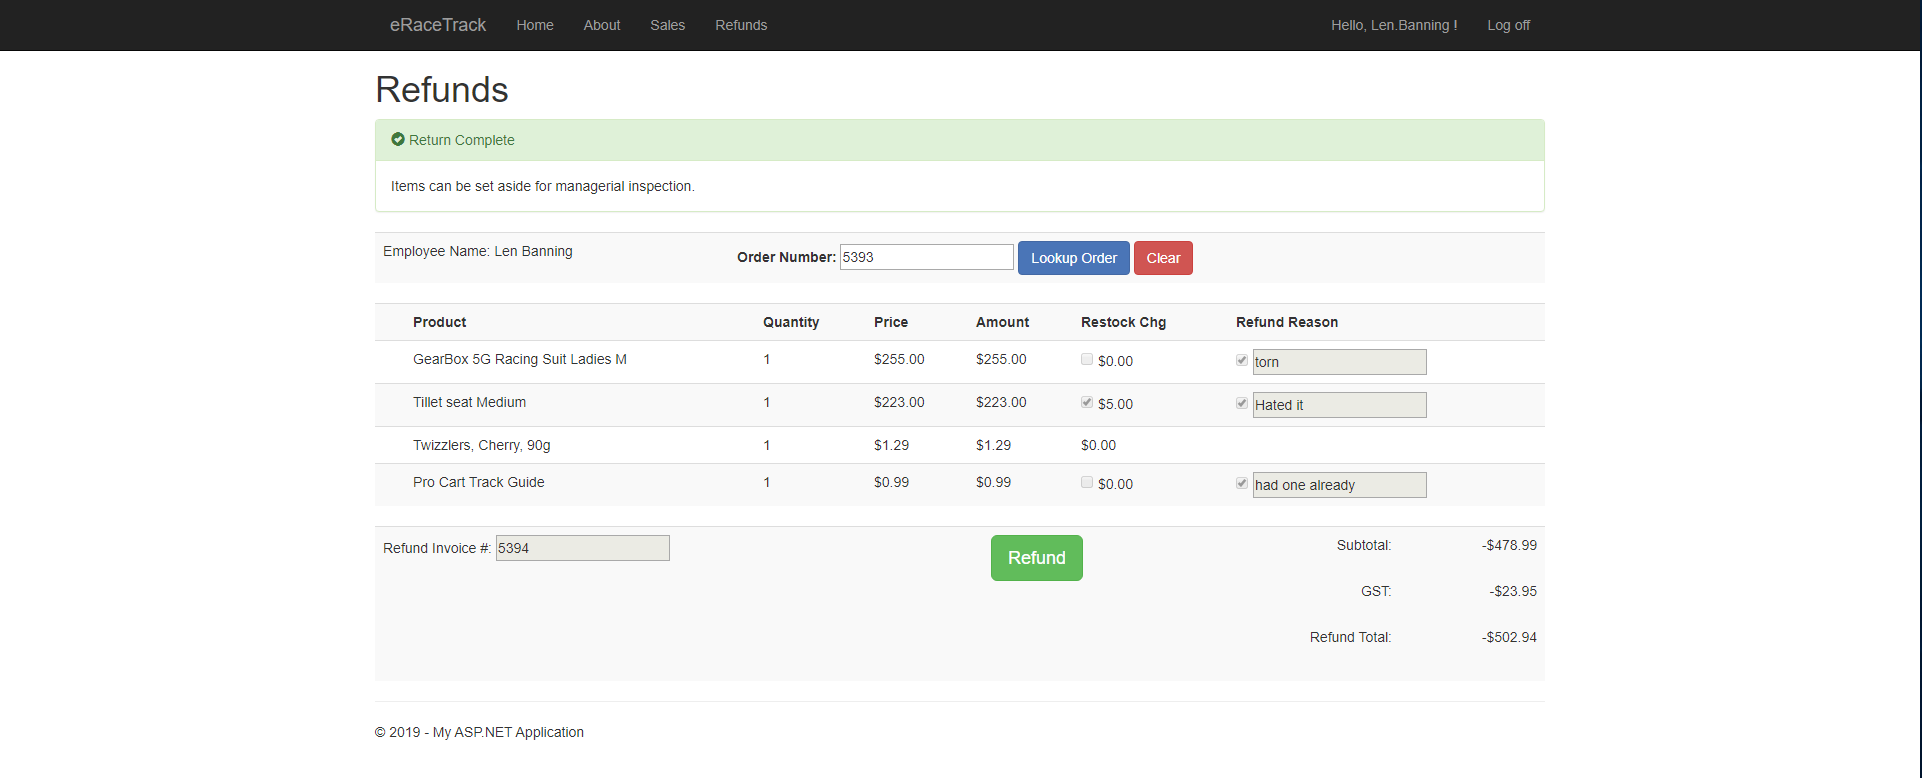 eRaceTrack Home About Sales Refunds Hello, Len.Banning ! Log off
Refunds
Return Complete
Items can be set aside for managerial inspection.
Employee Name: Len Banning Order Number: 5393 Lookup Order Clear
Product Quantity Price Amount Restock Chg Refund Reason
GearBox 5G Racing Suit Ladies M 1 $255.00 $255.00 $0.00 torn
Tillet seat Medium 1 $223.00 $223.00 $5.00 Hated it
Twizzlers, Cherry, 90g 1 $1.29 $1.29 $0.00
Pro Cart Track Guide 1 $0.99 $0.99 $0.00 had one already
Refund Invoice #: 5394 Refund Subtotal: -$478.99
GST: -$23.95
Refund Total: -$502.94
© 2019 - My ASP.NET Application